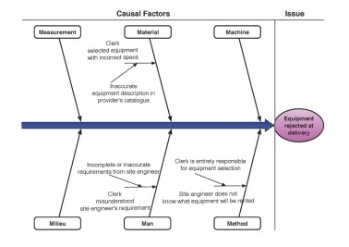 Causal Factors
Issue
Measurement
Material
Machine
Clerk
selected equipment
with incorrect specs
Inaccurate
equipment description in
provider's catalogue
Equipment
rejected at
delivery
Incomplete or inaccurate
requirements from site engineer
Clerk is entirely responsible
for equipment selection
Clerk
misunderstood
site engineer's requirement
Site engineer does not
know what equipment will be rented
Milieu
Man
Method